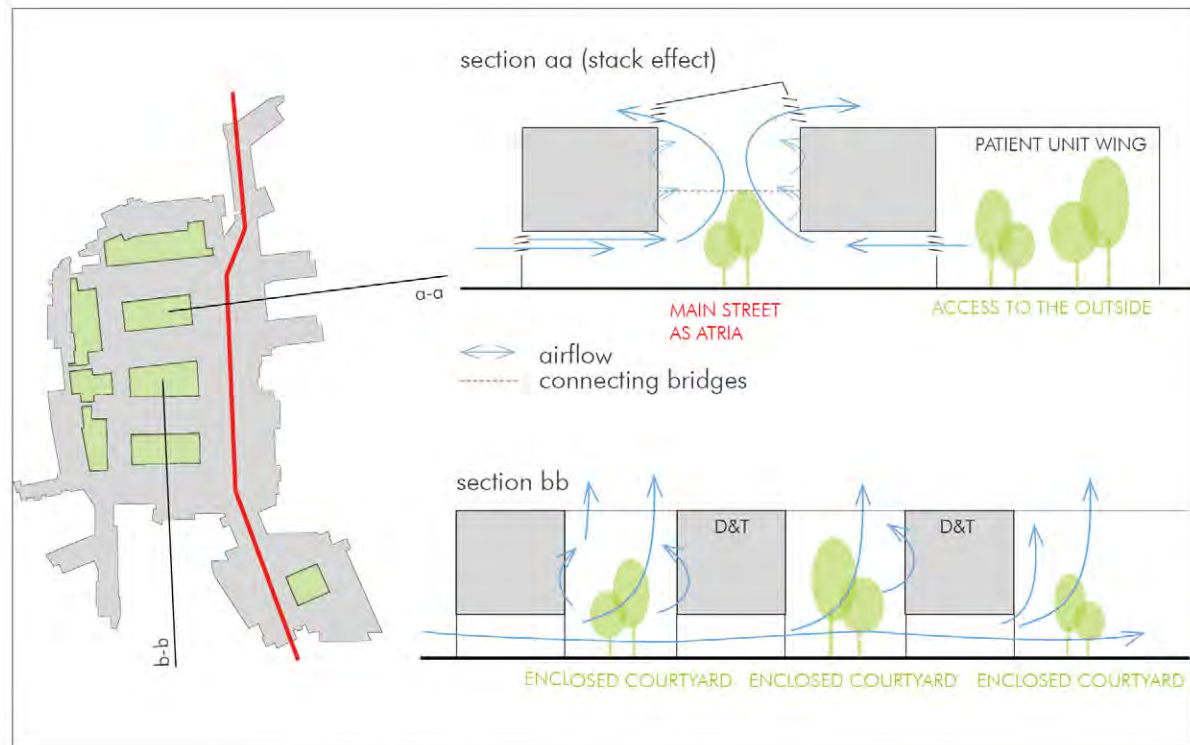 section aa (stack effect)
PATIENT UNIT WING
a-a
MAIN STREET
AS ATRIA
ACCESS TO THE OUTSIDE
airflow
connecting bridges
section bb
D&T
D&T
b-b
ENCLOSED COURTYARD
ENCLOSED COURTYARD
ENCLOSED COURTYARD